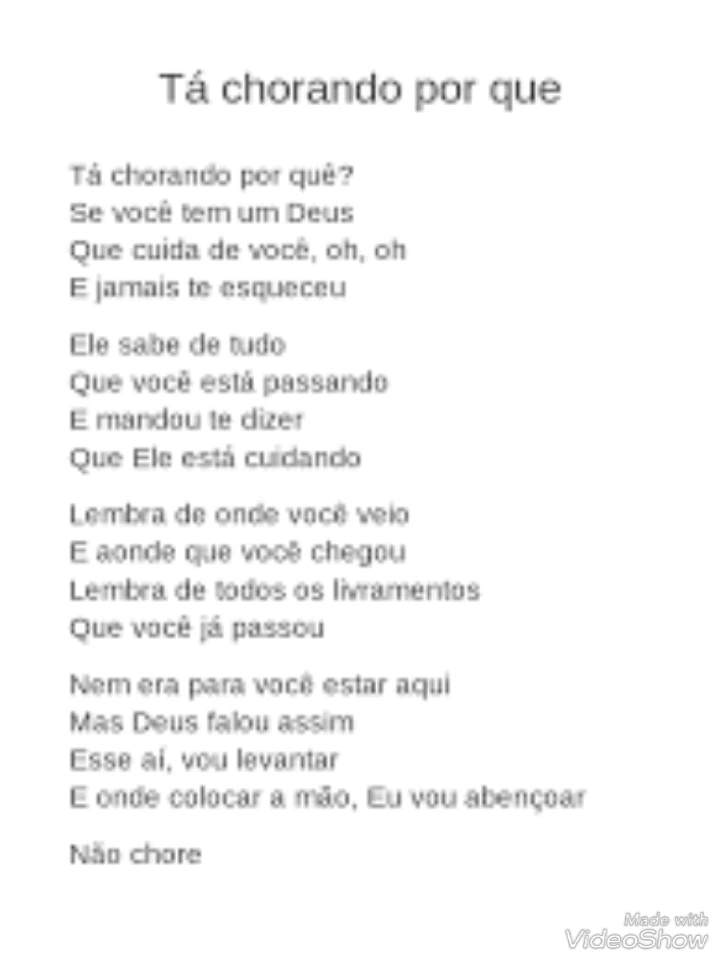 Tá chorando por que
Tá chorando por quê?
Se você tem um Deus
Que cuida de você, oh, oh
E jamais te esqueceu
Ele sabe de tudo
Que você está passando
E mandou te dizer
Que Ele está cuidando
Lembra de onde você veio
E aonde que você chegou
Lembra de todos os livramentos
Que você já passou
Nem era para você estar aqui
Mas Deus falou assim
Esse aí, vou levantar
E onde colocar a mão, Eu vou abençoar
Não chore
Made with
VideoShow